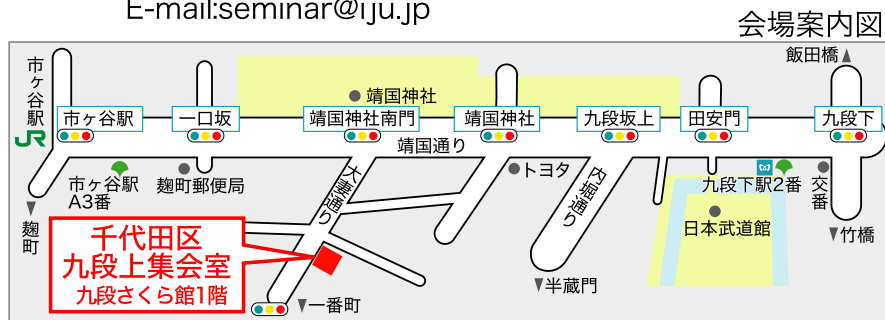 E-mail:seminar@iju.jp
会場案内図
飯田橋
市ヶ谷駅
JR
靖国神社
市ヶ谷駅
一口坂
靖国神社南門
靖国神社
九段坂上
田安門
九段下
靖国通り
市ヶ谷駅
A3番
麹町郵便局
大妻通り
トヨタ
内堀通り
九段下駅2番
交番
麹町
千代田区
九段上集会室
九段さくら館1階
日本武道館
竹橋
半蔵門
一番町